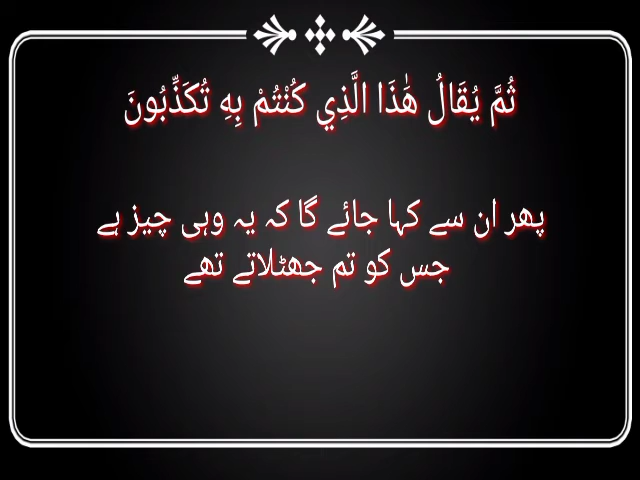 ثُمَّ يُقَالُ هَٰذَا الَّذِي كُنْتُمْ بِهِ تُكَذِّبُونَ
پھر ان سے کہا جائے گا کہ یہ وہی چیز ہے
جس کو تم جھٹلاتے تھے